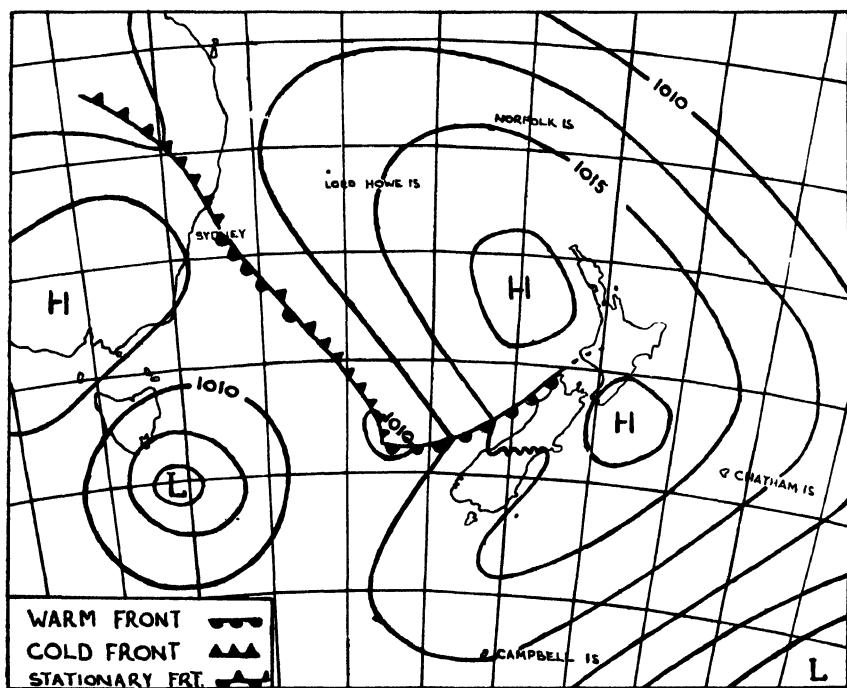 1010
NORFOLK IS
1015
LORD HOWE IS
SYDNEY
H
H
1010
1010
H
L
CHATHAM IS
CAMPBELL IS
L
WARM FRONT
COLD FRONT
STATIONARY FRT.